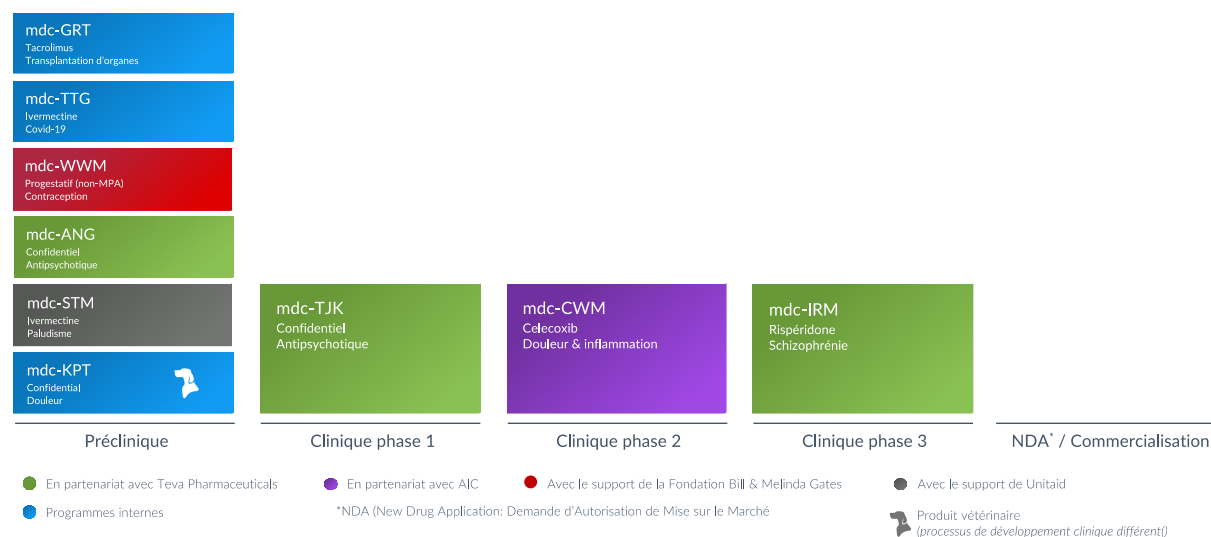 mdc-GRT
Tacrolimus
Transplantation d'organes
mdc-TTG
Ivermectine
Covid-19
mdc-WWM
Progestatif (non-MPA)
Contraception
mdc-ANG
Confidentiel
Antipsychotique
mdc-STM
Ivermectine
Paludisme
mdc-KPT
Confidential
Douleur
mdc-TJK
Confidentiel
Antipsychotique
mdc-CWM
Celecoxib
Douleur & inflammation
mdc-IRM
Rispéridone
Schizophrénie
Préclinique
Clinique phase 1
Clinique phase 2
Clinique phase 3
NDA* / Commercialisation
En partenariat avec Teva Pharmaceuticals
En partenariat avec AIC
Avec le support de la Fondation Bill & Melinda Gates
Avec le support de Unitaid
Programmes internes
*NDA (New Drug Application: Demande d'Autorisation de Mise sur le Marché
Produit vétérinaire
(processus de développement clinique différent()